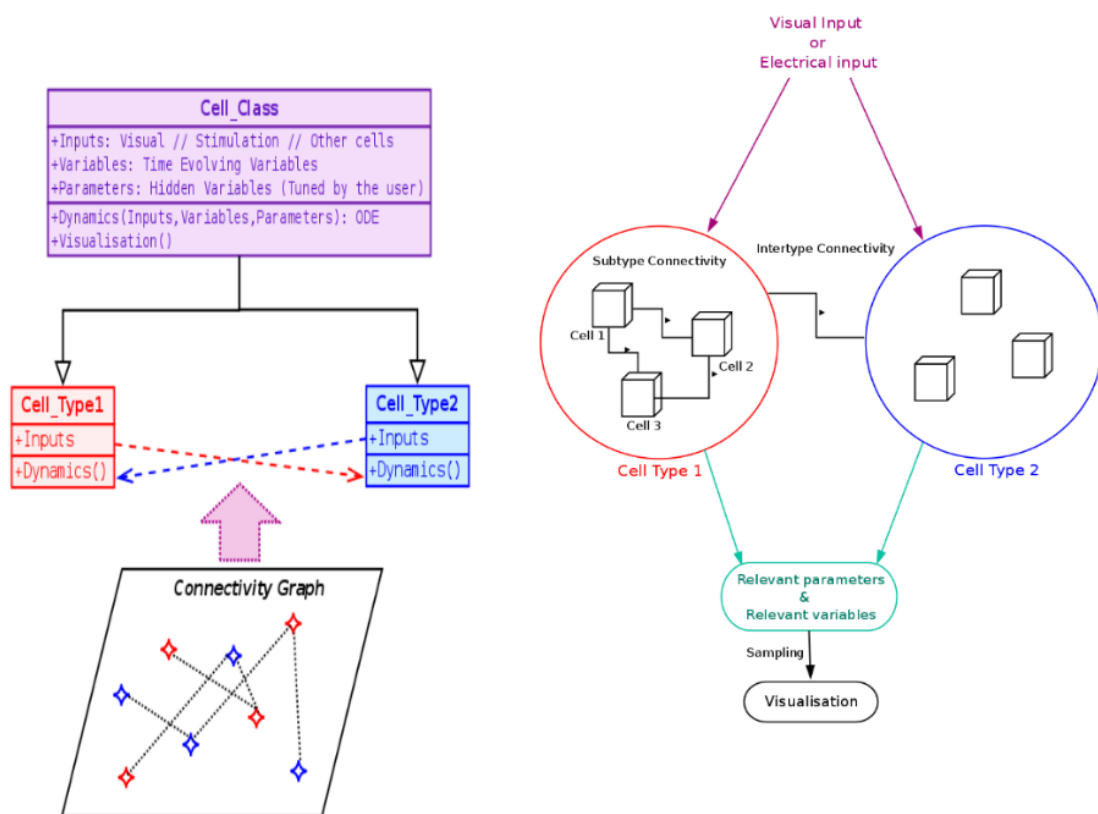 Cell_Class
+Inputs: Visual // Stimulation // Other cells
+Variables: Time Evolving Variables
+Parameters: Hidden Variables (Tuned by the user)
+Dynamics(Inputs,Variables,Parameters): ODE
+Visualisation()
Cell_Type1
+Inputs
+Dynamics()
Cell_Type2
+Inputs
+Dynamics()
Connectivity Graph
Visual Input
or
Electrical input
Subtype Connectivity
Intertype Connectivity
Cell 1
Cell 2
Cell 3
Cell Type 1
Cell Type 2
Relevant parameters
&
Relevant variables
Sampling
Visualisation